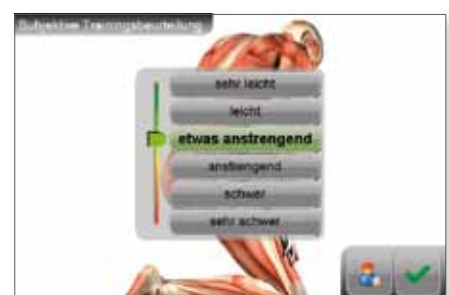 Subjektive Trainingsbeurteilung
sehr leicht
leicht
etwas anstrengend
anstrengend
schwer
sehr schwer